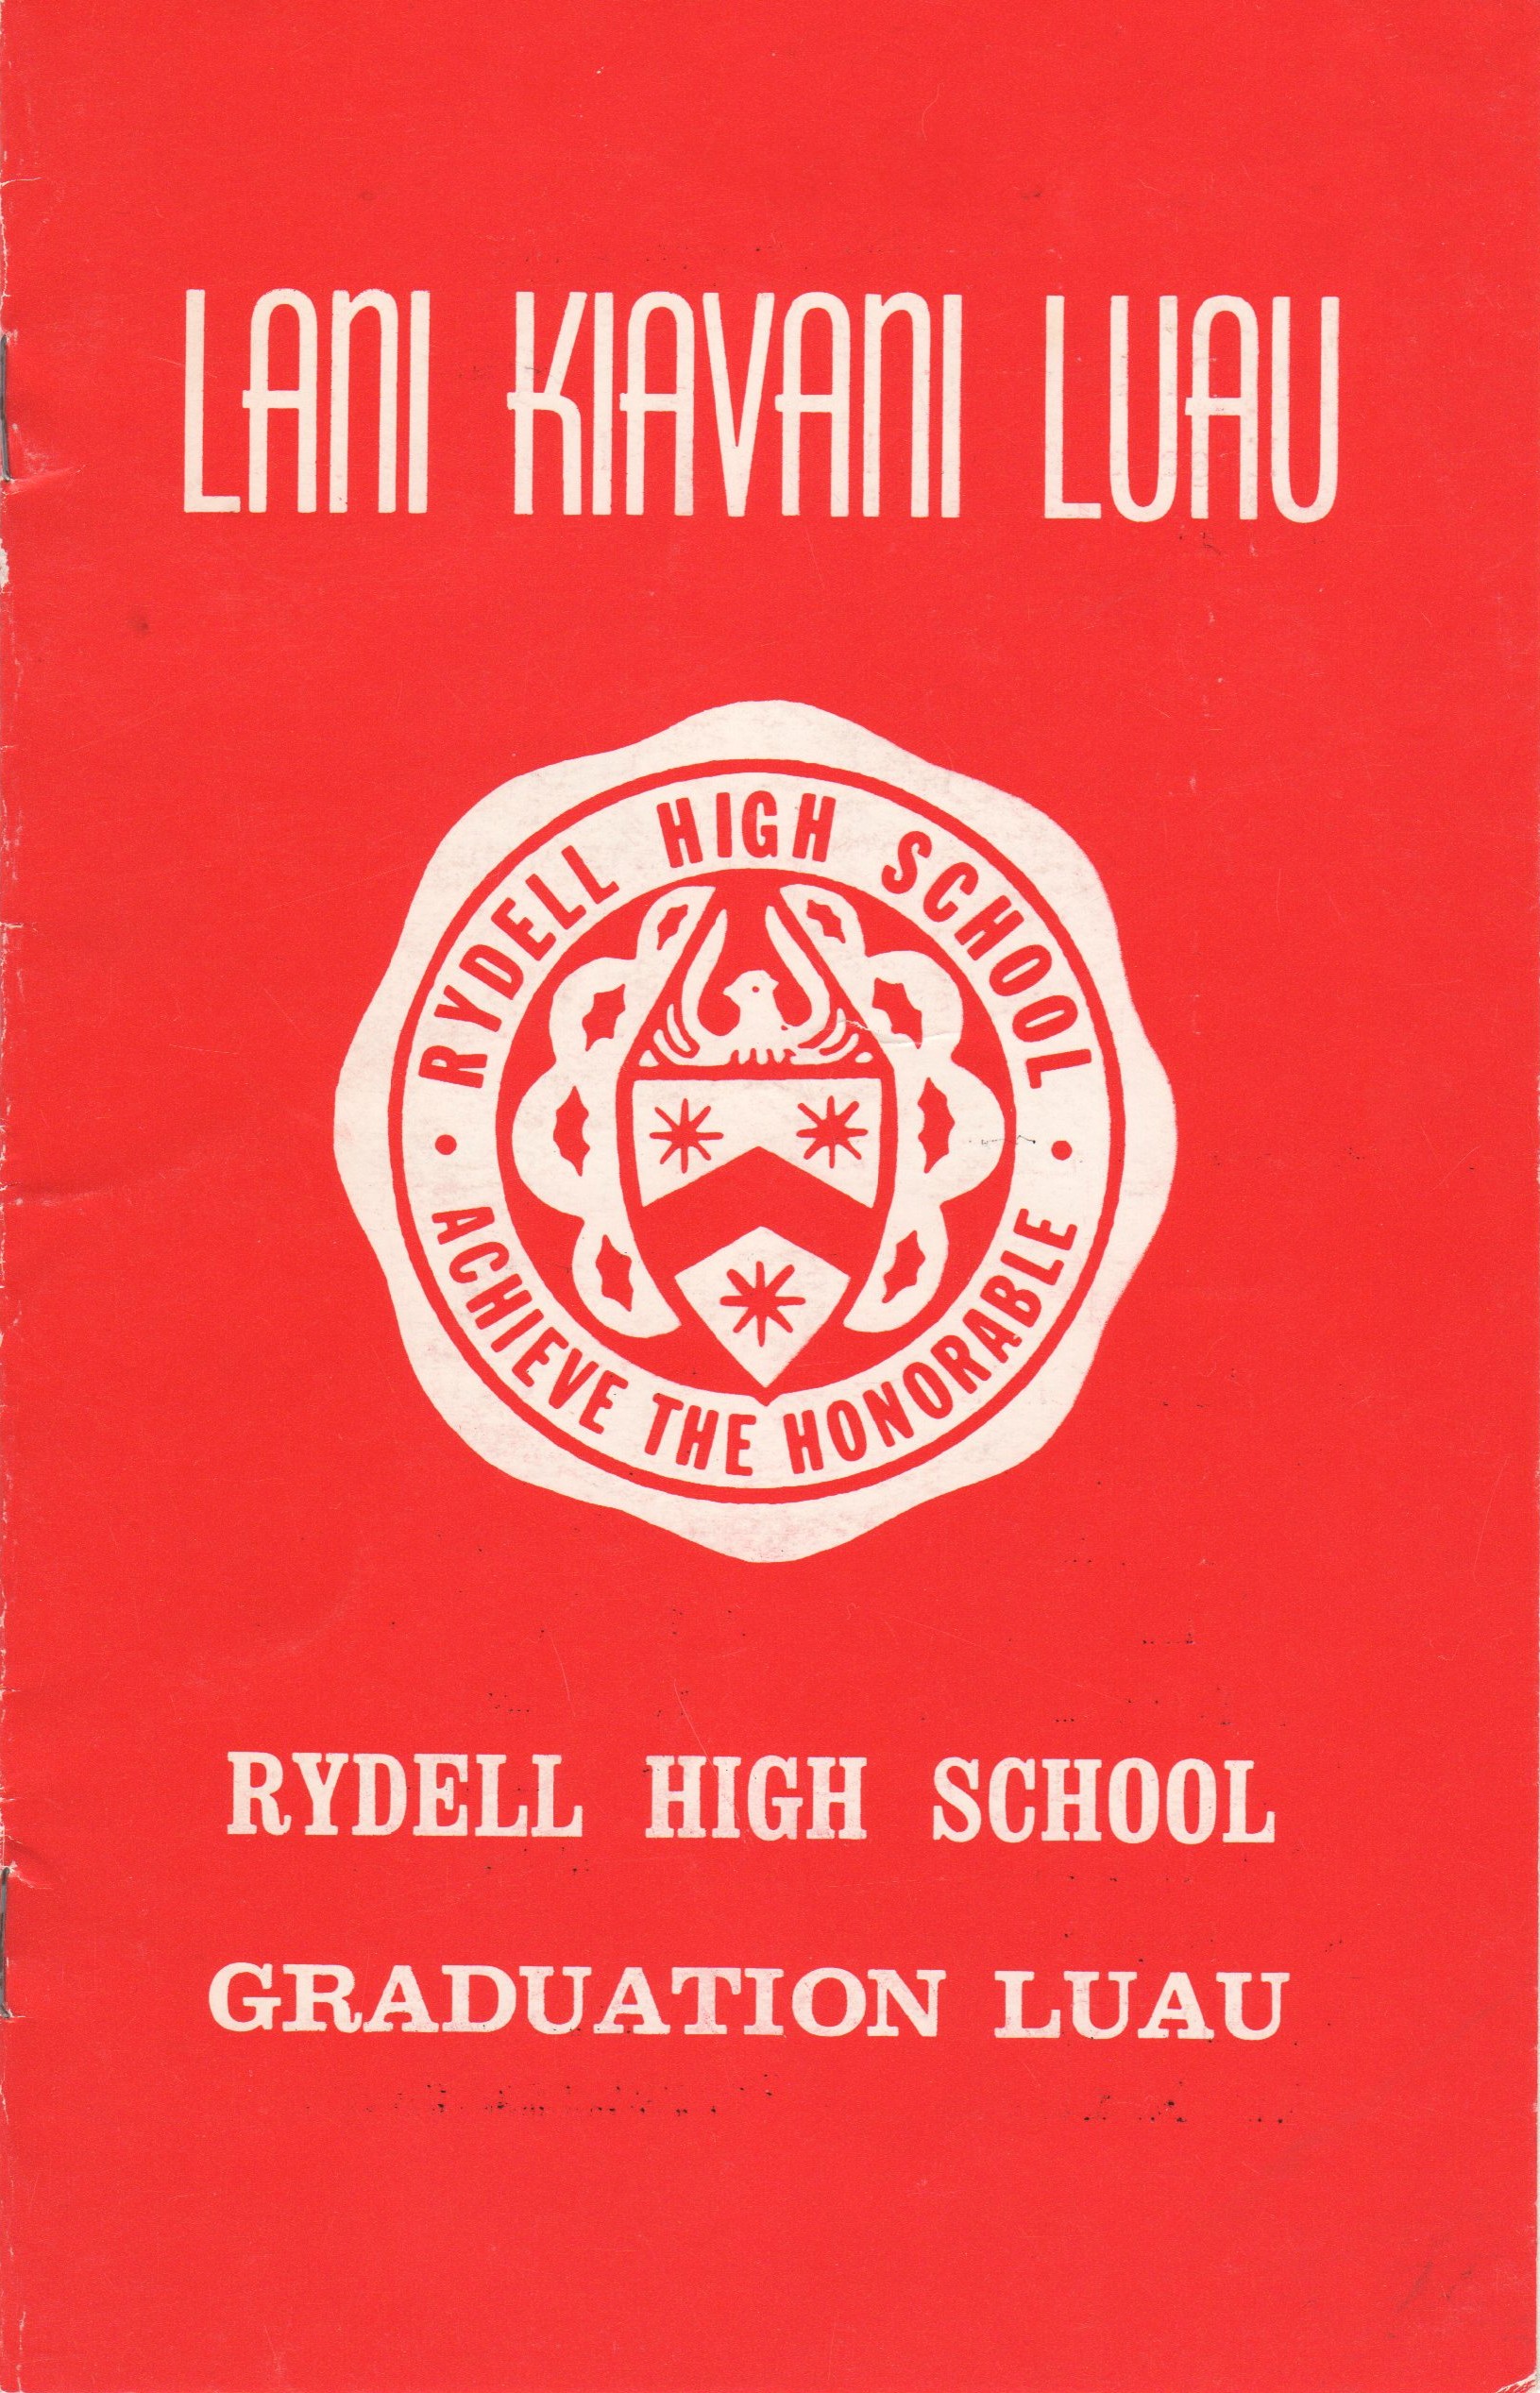 LANI KIAVANI LUAU
RYDELL HIGH SCHOOL
ACHIEVE THE HONORABLE
RYDELL HIGH SCHOOL
GRADUATION LUAU